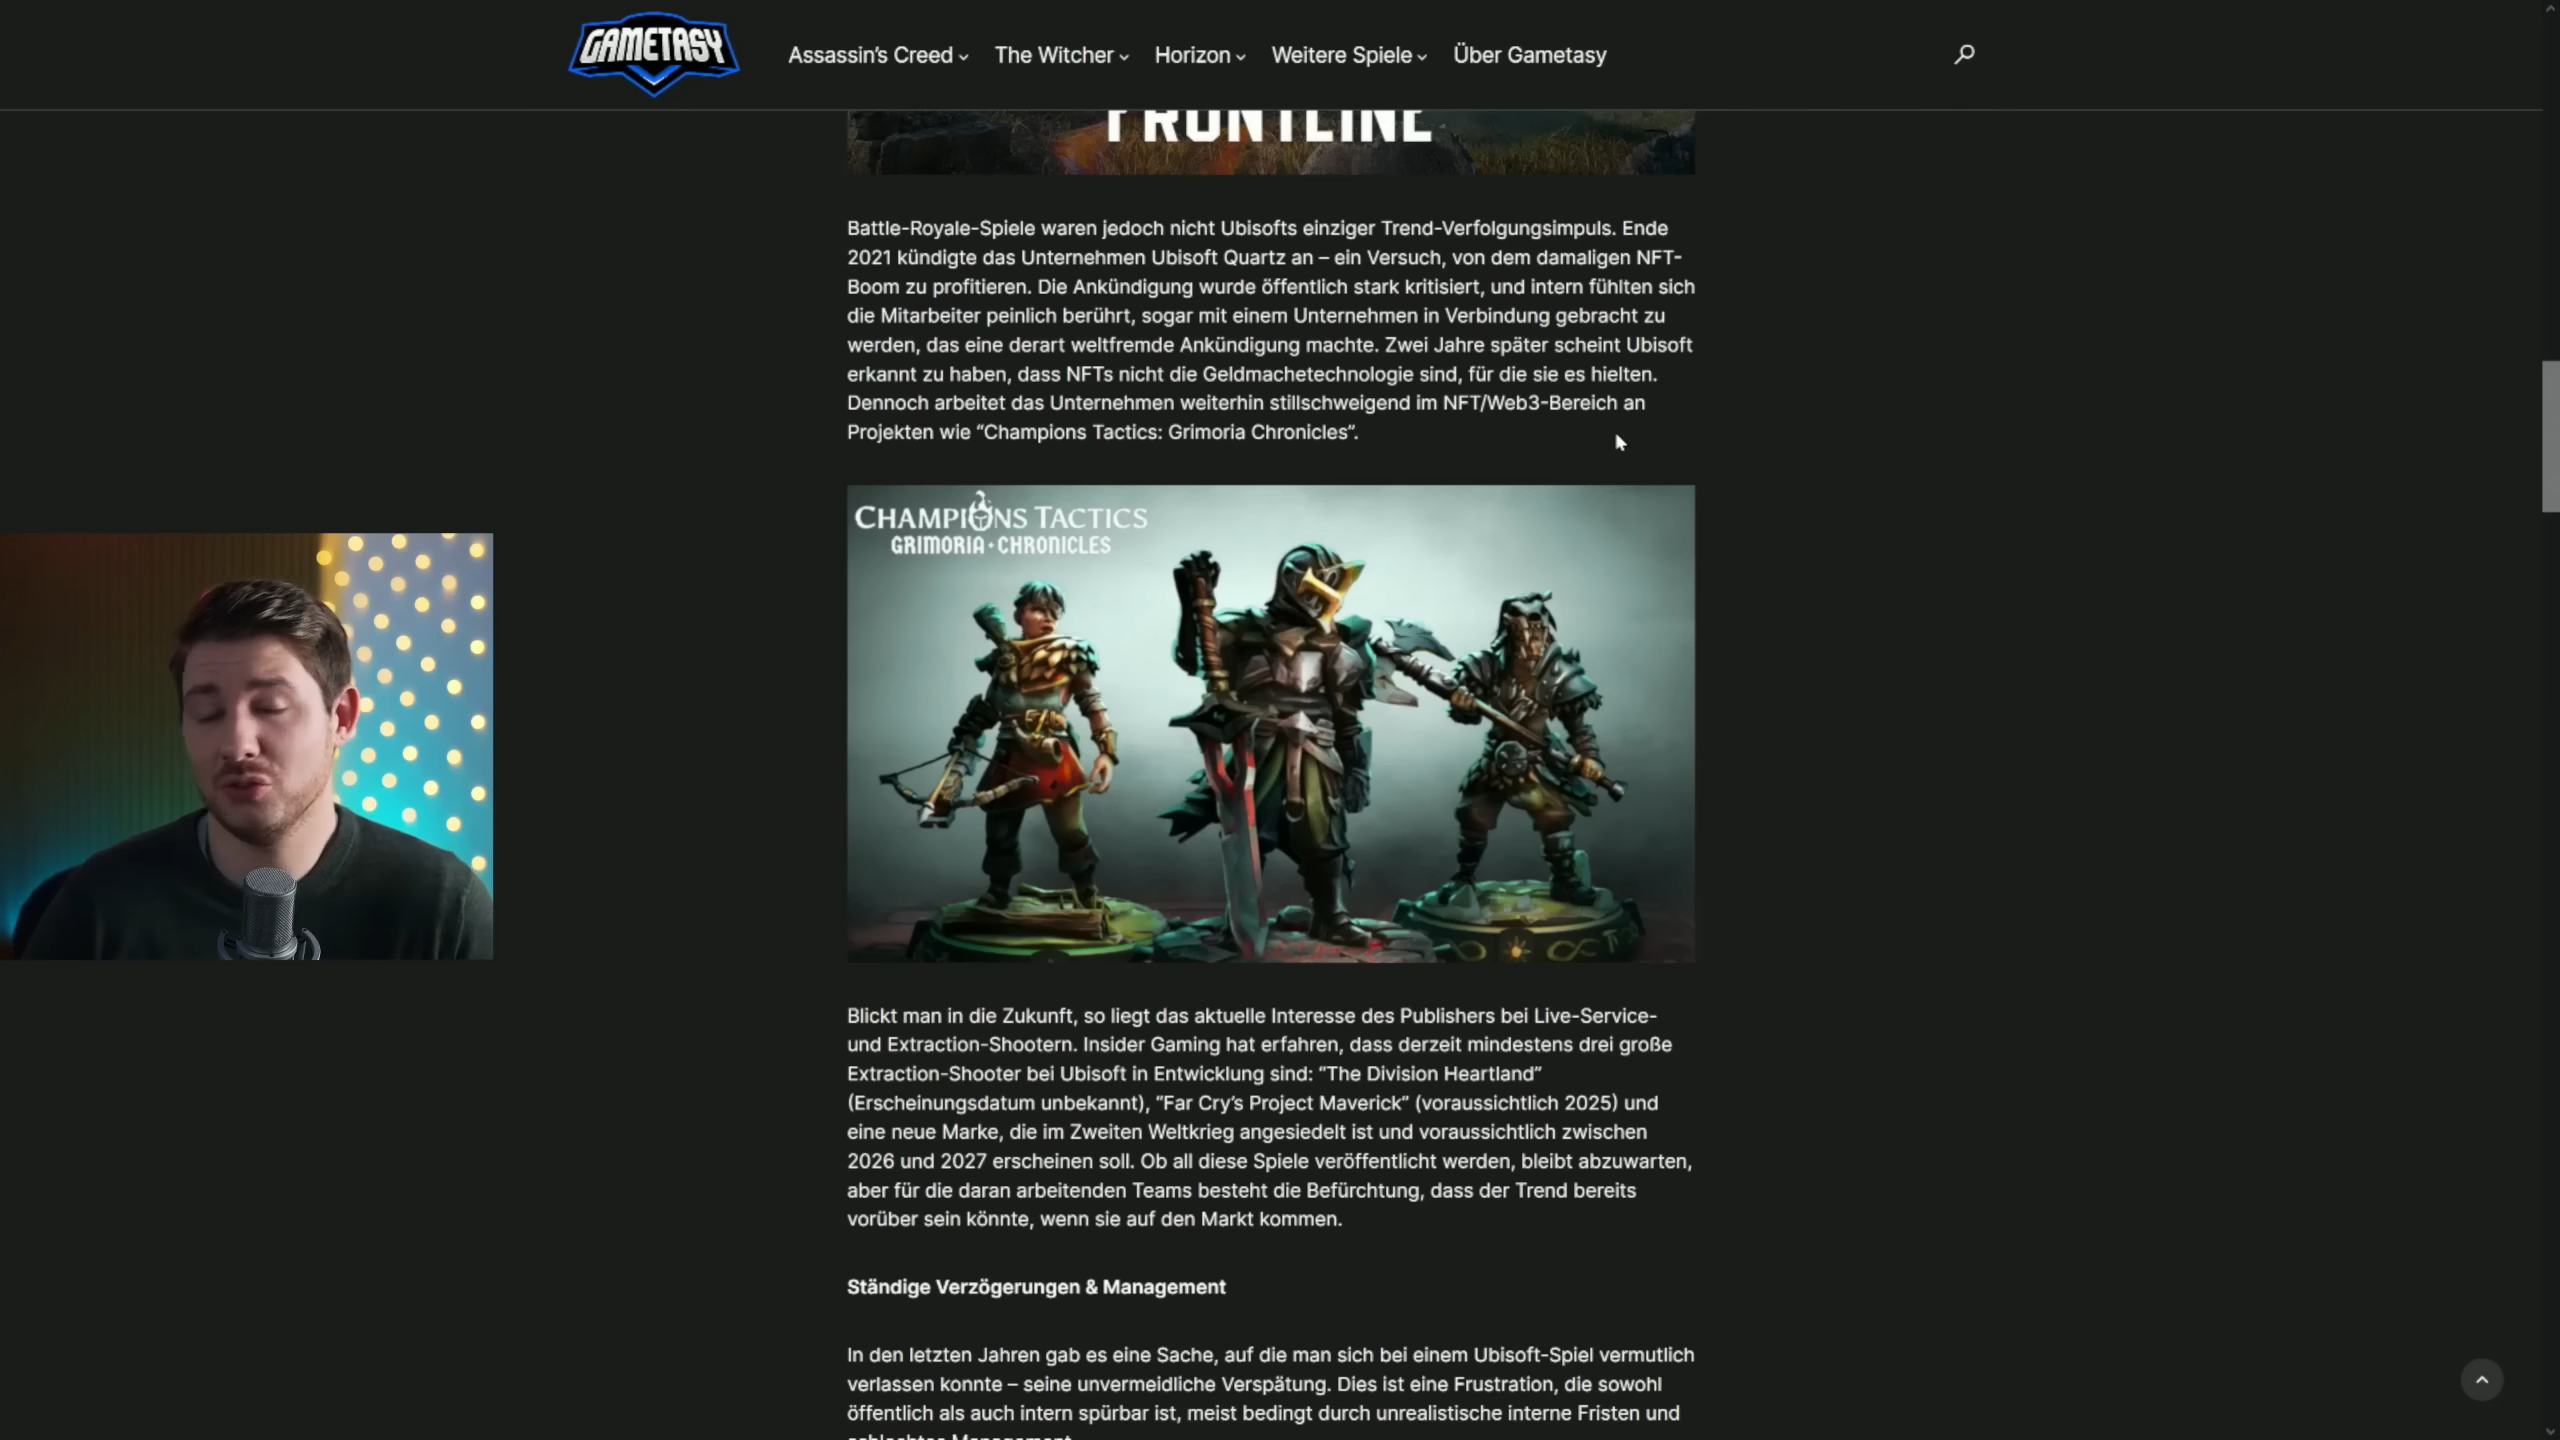 GAMETASY
Assassin's Creed
The Witcher
Horizon
Weitere Spiele
Über Gametasy
FRONTLINE
Battle-Royale-Spiele waren jedoch nicht Ubisofts einziger Trend-Verfolgungsimpuls. Ende
2021 kündigte das Unternehmen Ubisoft Quartz an – ein Versuch, von dem damaligen NFT-
Boom zu profitieren. Die Ankündigung wurde öffentlich stark kritisiert, und intern fühlten sich
die Mitarbeiter peinlich berührt, sogar mit einem Unternehmen in Verbindung gebracht zu
werden, das eine derart weltfremde Ankündigung machte. Zwei Jahre später scheint Ubisoft
erkannt zu haben, dass NFTs nicht die Geldmachetechnologie sind, für die sie es hielten.
Dennoch arbeitet das Unternehmen weiterhin stillschweigend im NFT/Web3-Bereich an
Projekten wie “Champions Tactics: Grimoria Chronicles”.
CHAMPIONS TACTICS
GRIMORIA · CHRONICLES
Blickt man in die Zukunft, so liegt das aktuelle Interesse des Publishers bei Live-Service-
und Extraction-Shootern. Insider Gaming hat erfahren, dass derzeit mindestens drei große
Extraction-Shooter bei Ubisoft in Entwicklung sind: “The Division Heartland”
(Erscheinungsdatum unbekannt), “Far Cry’s Project Maverick” (voraussichtlich 2025) und
eine neue Marke, die im Zweiten Weltkrieg angesiedelt ist und voraussichtlich zwischen
2026 und 2027 erscheinen soll. Ob all diese Spiele veröffentlicht werden, bleibt abzuwarten,
aber für die daran arbeitenden Teams besteht die Befürchtung, dass der Trend bereits
vorüber sein könnte, wenn sie auf den Markt kommen.
Ständige Verzögerungen & Management
In den letzten Jahren gab es eine Sache, auf die man sich bei einem Ubisoft-Spiel vermutlich
verlassen konnte – seine unvermeidliche Verspätung. Dies ist eine Frustration, die sowohl
öffentlich als auch intern spürbar ist, meist bedingt durch unrealistische interne Fristen und
schlechtes Management